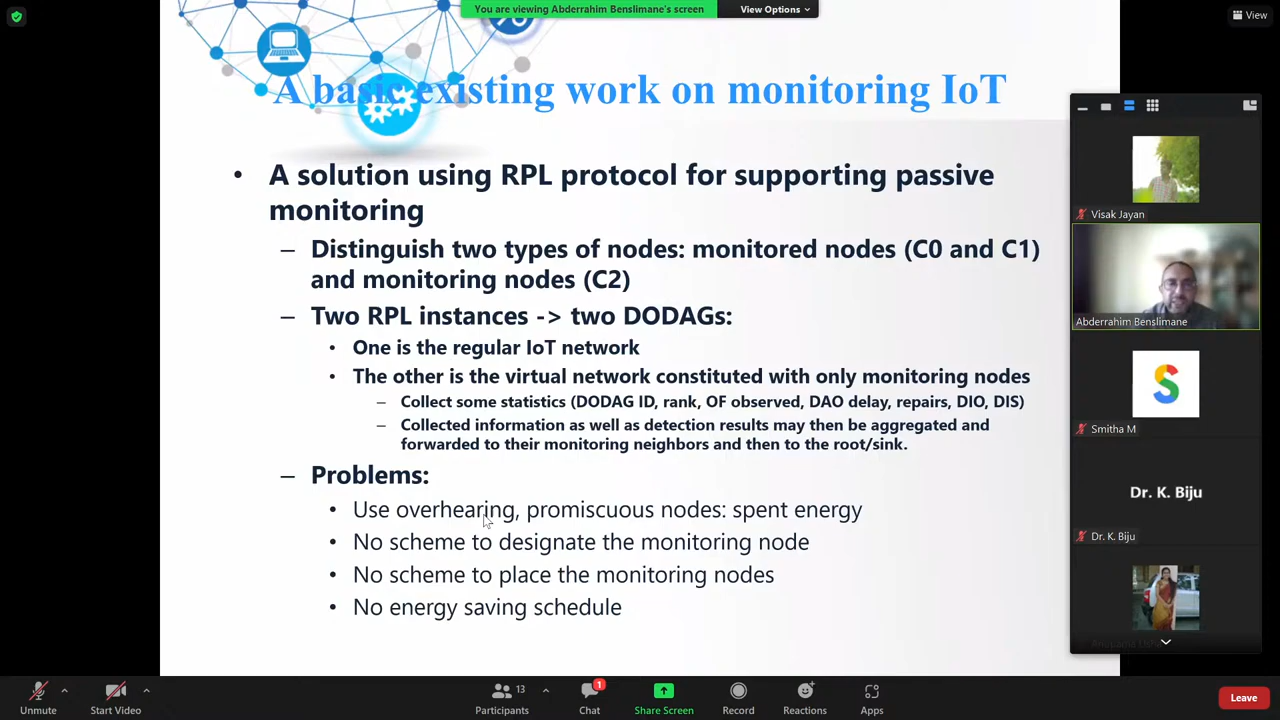 You are viewing Abderrahim Benslimane's screen
View Options
View
A basic existing work on monitoring IoT
• A solution using RPL protocol for supporting passive
monitoring
– Distinguish two types of nodes: monitored nodes (C0 and C1)
and monitoring nodes (C2)
– Two RPL instances -> two DODAGs:
• One is the regular IoT network
• The other is the virtual network constituted with only monitoring nodes
– Collect some statistics (DODAG ID, rank, OF observed, DAO delay, repairs, DIO, DIS)
– Collected information as well as detection results may then be aggregated and
forwarded to their monitoring neighbors and then to the root/sink.
– Problems:
• Use overhearing, promiscuous nodes: spent energy
• No scheme to designate the monitoring node
• No scheme to place the monitoring nodes
• No energy saving schedule
Visak Jayan
Abderrahim Benslimane
S
Smitha M
Dr. K. Biju
Dr. K. Biju
Unmute
Start Video
13
Participants
1
Chat
Share Screen
Record
Reactions
Apps
Leave